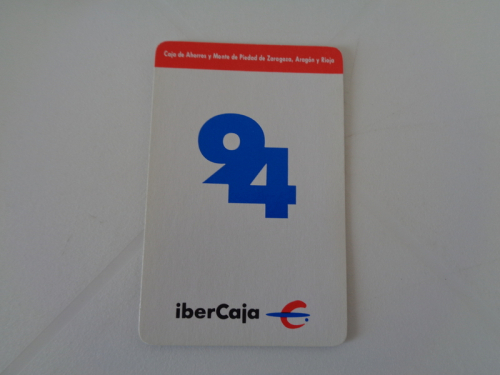 Caja de Ahorros y Monte de Piedad de Zaragoza, Aragón y Rioja
94
iberCaja